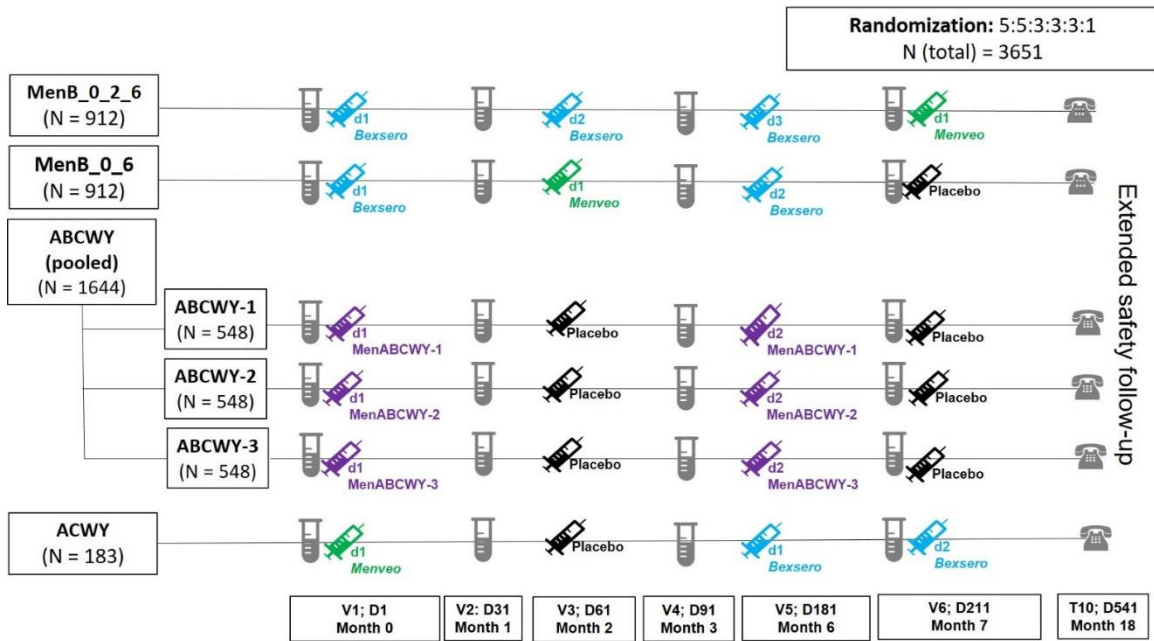 Randomization: 5:5:3:3:3:1
N (total) = 3651
MenB_0_2_6
(N = 912)
d1
Bexsero
d2
Bexsero
d3
Bexsero
d1
Menveo
MenB_0_6
(N = 912)
d1
Bexsero
d1
Menveo
d2
Bexsero
Placebo
ABCWY
(pooled)
(N = 1644)
ABCWY-1
(N = 548)
d1
MenABCWY-1
Placebo
d2
MenABCWY-1
Placebo
ABCWY-2
(N = 548)
d1
MenABCWY-2
Placebo
d2
MenABCWY-2
Placebo
ABCWY-3
(N = 548)
d1
MenABCWY-3
Placebo
d2
MenABCWY-3
Placebo
ACWY
(N = 183)
d1
Menveo
Placebo
d1
Bexsero
d2
Bexsero
Extended safety follow-up
V1; D1
Month 0
V2: D31
Month 1
V3; D61
Month 2
V4; D91
Month 3
V5; D181
Month 6
V6; D211
Month 7
T10; D541
Month 18